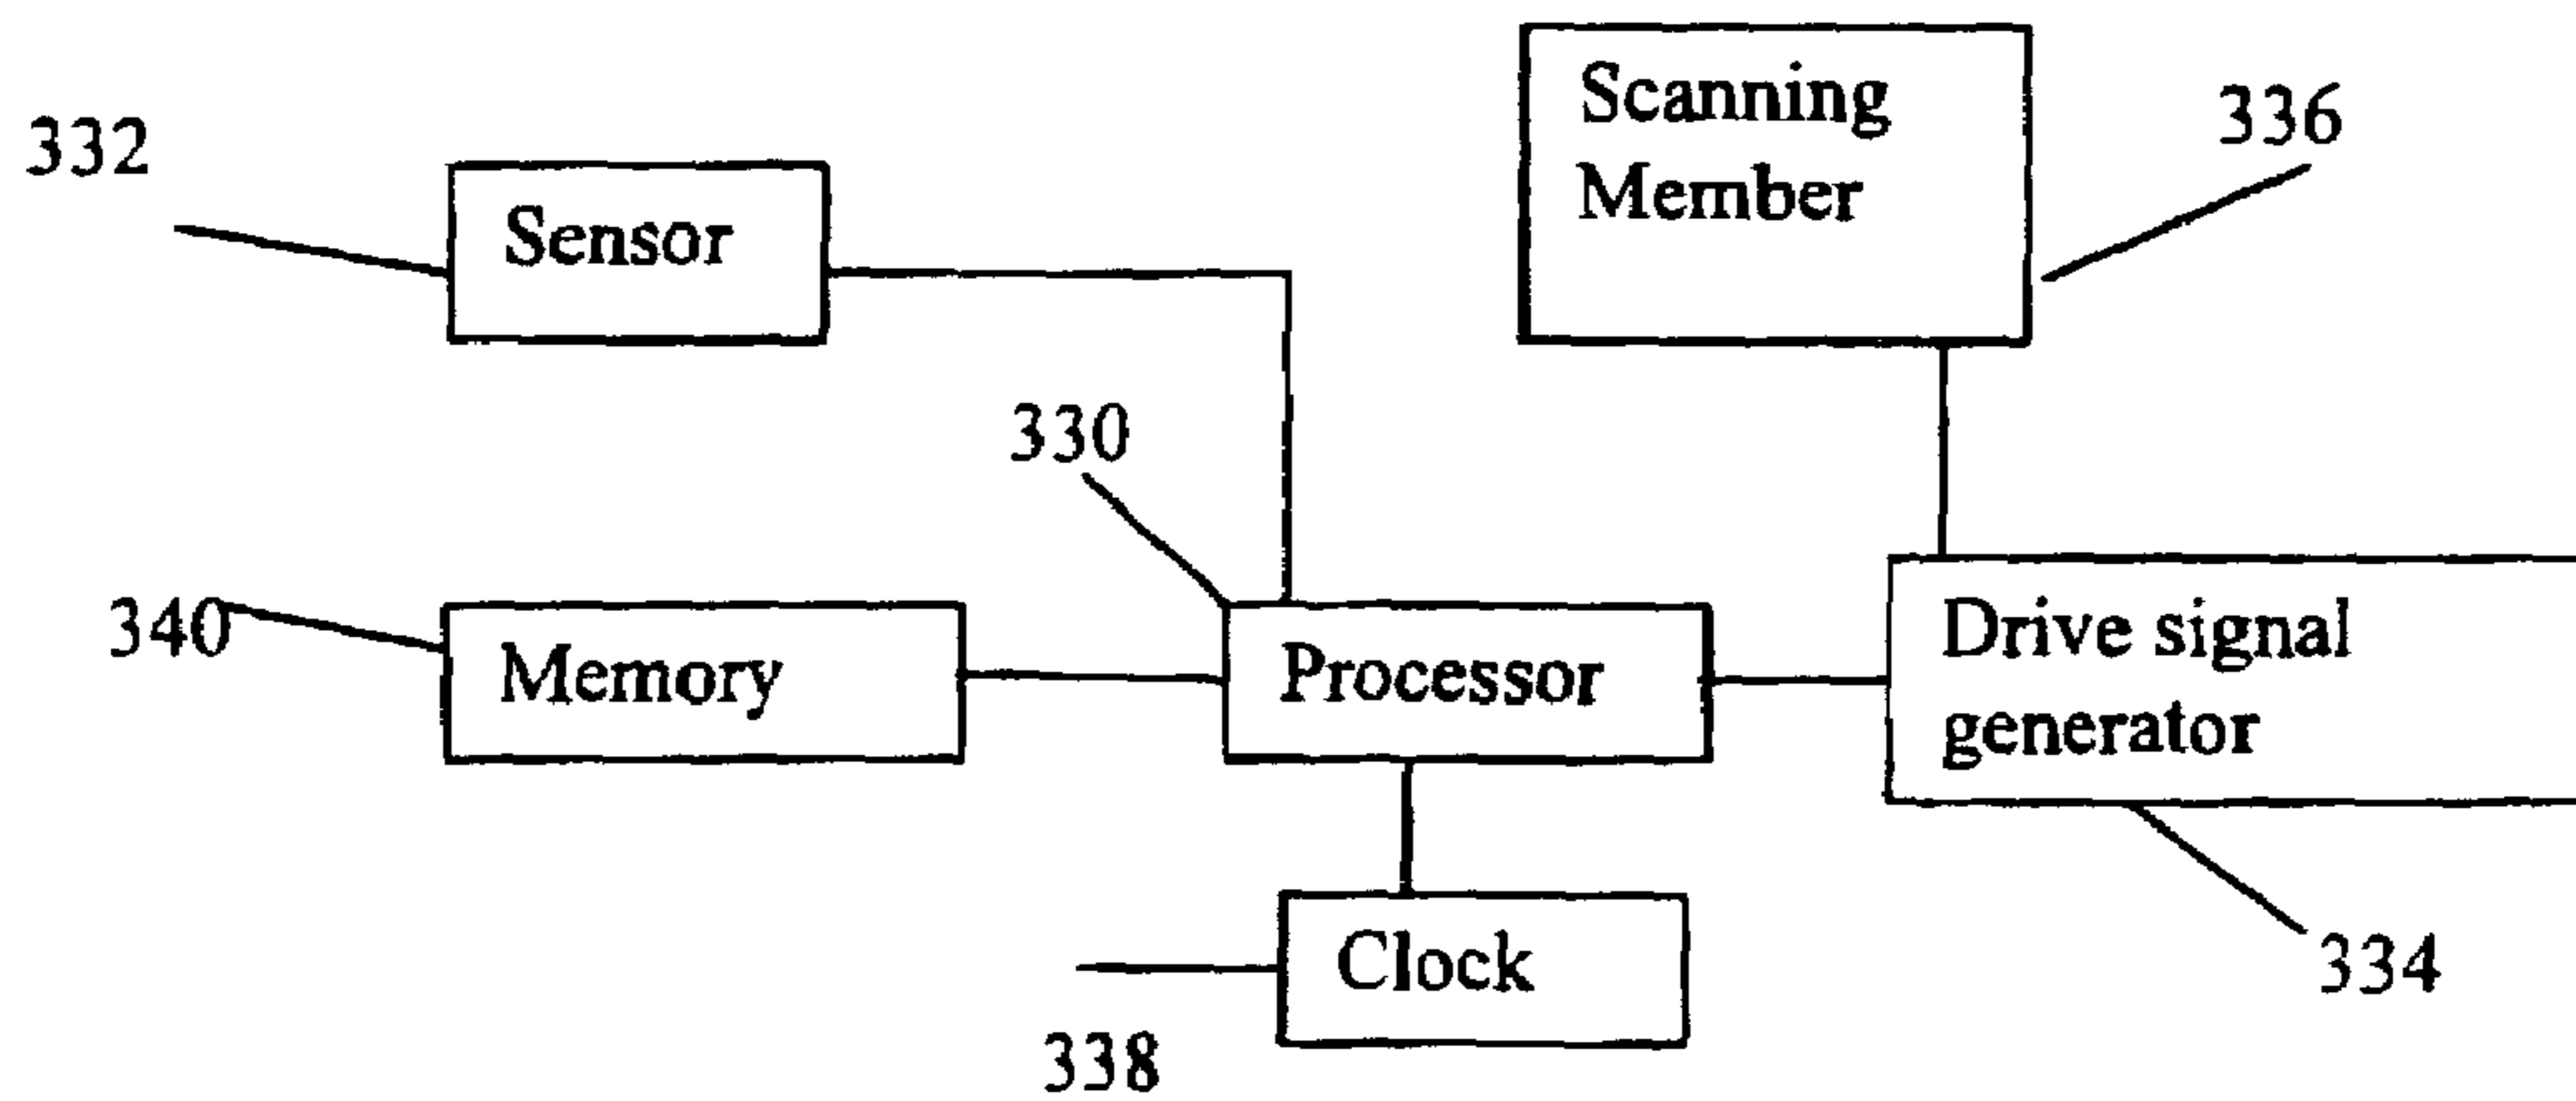 Scanning
Member
336
332
Sensor
330
340
Memory
Processor
Drive signal
generator
Clock
334
338